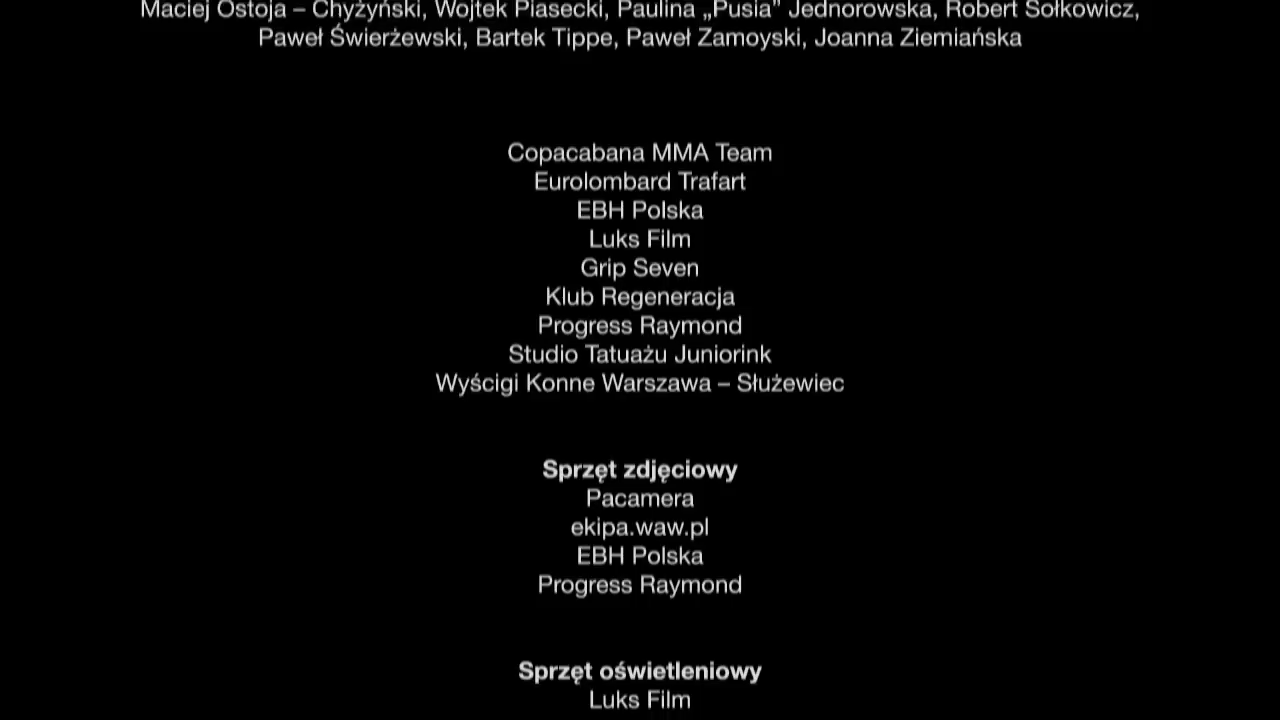 Maciej Ostoja – Chyżyński, Wojtek Piasecki, Paulina „Pusia” Jednorowska, Robert Sołkowicz,
Paweł Świerżewski, Bartek Tippe, Paweł Zamoyski, Joanna Ziemiańska
Copacabana MMA Team
Eurolombard Trafart
EBH Polska
Luks Film
Grip Seven
Klub Regeneracja
Progress Raymond
Studio Tatuażu Juniorink
Wyścigi Konne Warszawa – Służewiec
Sprzęt zdjęciowy
Pacamera
ekipa.waw.pl
EBH Polska
Progress Raymond
Sprzęt oświetleniowy
Luks Film